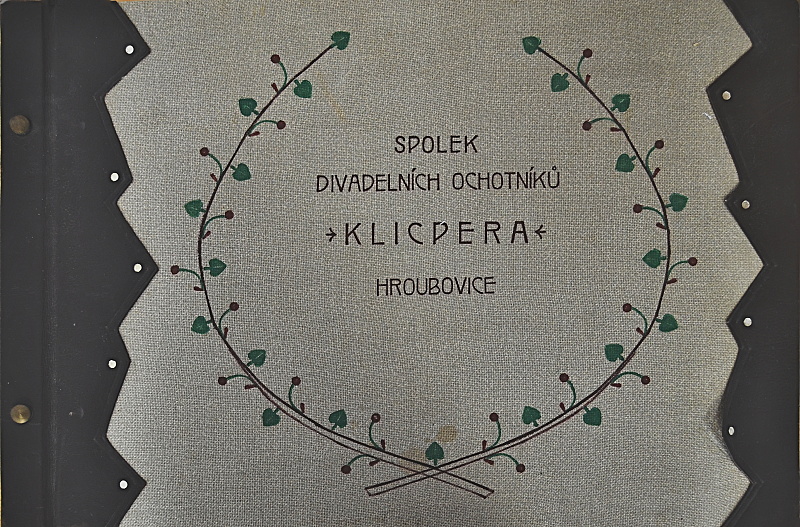 SPOLEK
DIVADELNÍCH OCHOTNÍKŮ
KLICPERA
HROUBOVICE